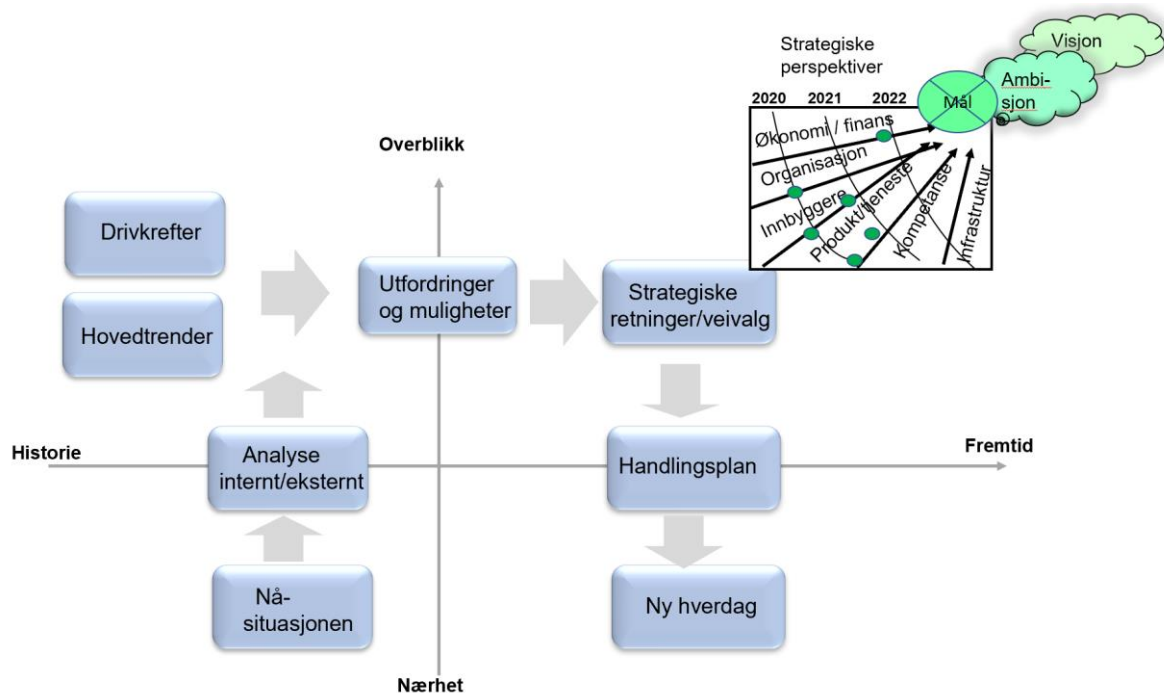 Visjon
Strategiske
perspektiver
Ambi-
sjon
Mål
2020 2021 2022
Økonomi / finans
Organisasjon
Innbyggere
Produkt/tjeneste
Kompetanse
Infrastruktur
Overblikk
Drivkrefter
Hovedtrender
Utfordringer
og muligheter
Strategiske
retninger/veivalg
Historie
Analyse
internt/eksternt
Handlingsplan
Fremtid
Nå-
situasjonen
Ny hverdag
Nærhet